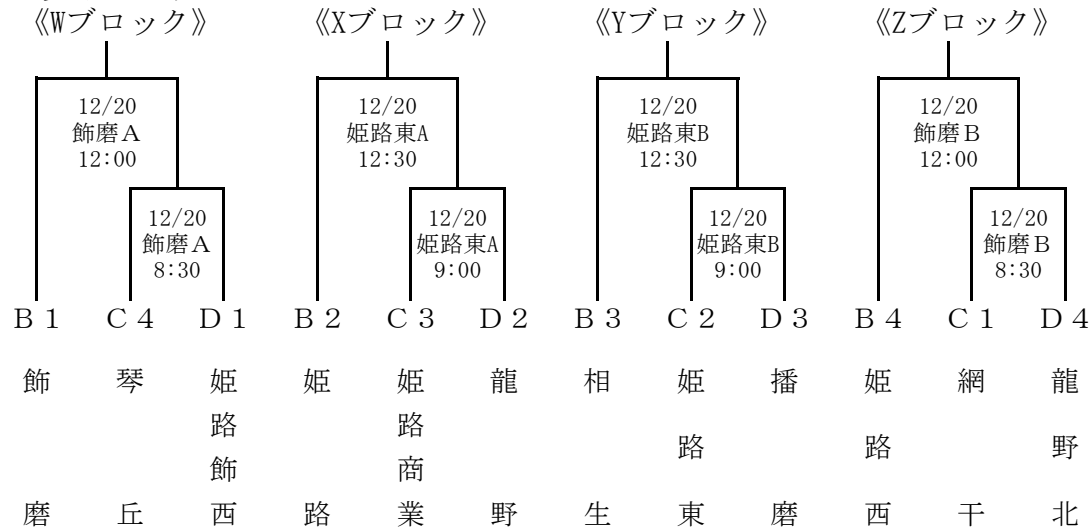 《Wブロック》 《Xブロック》 《Yブロック》 《Zブロック》
12/20
飾磨A
12:00
12/20
姫路東A
12:30
12/20
姫路東B
12:30
12/20
飾磨B
12:00
12/20
飾磨A
8:30
12/20
姫路東A
9:00
12/20
姫路東B
9:00
12/20
飾磨B
8:30
B1 C4 D1 B2 C3 D2 B3 C2 D3 B4 C1 D4
飾磨
琴丘
姫路飾西
姫路
姫路商業
龍野
相生
姫路東
播磨
姫路西
網干
龍野北